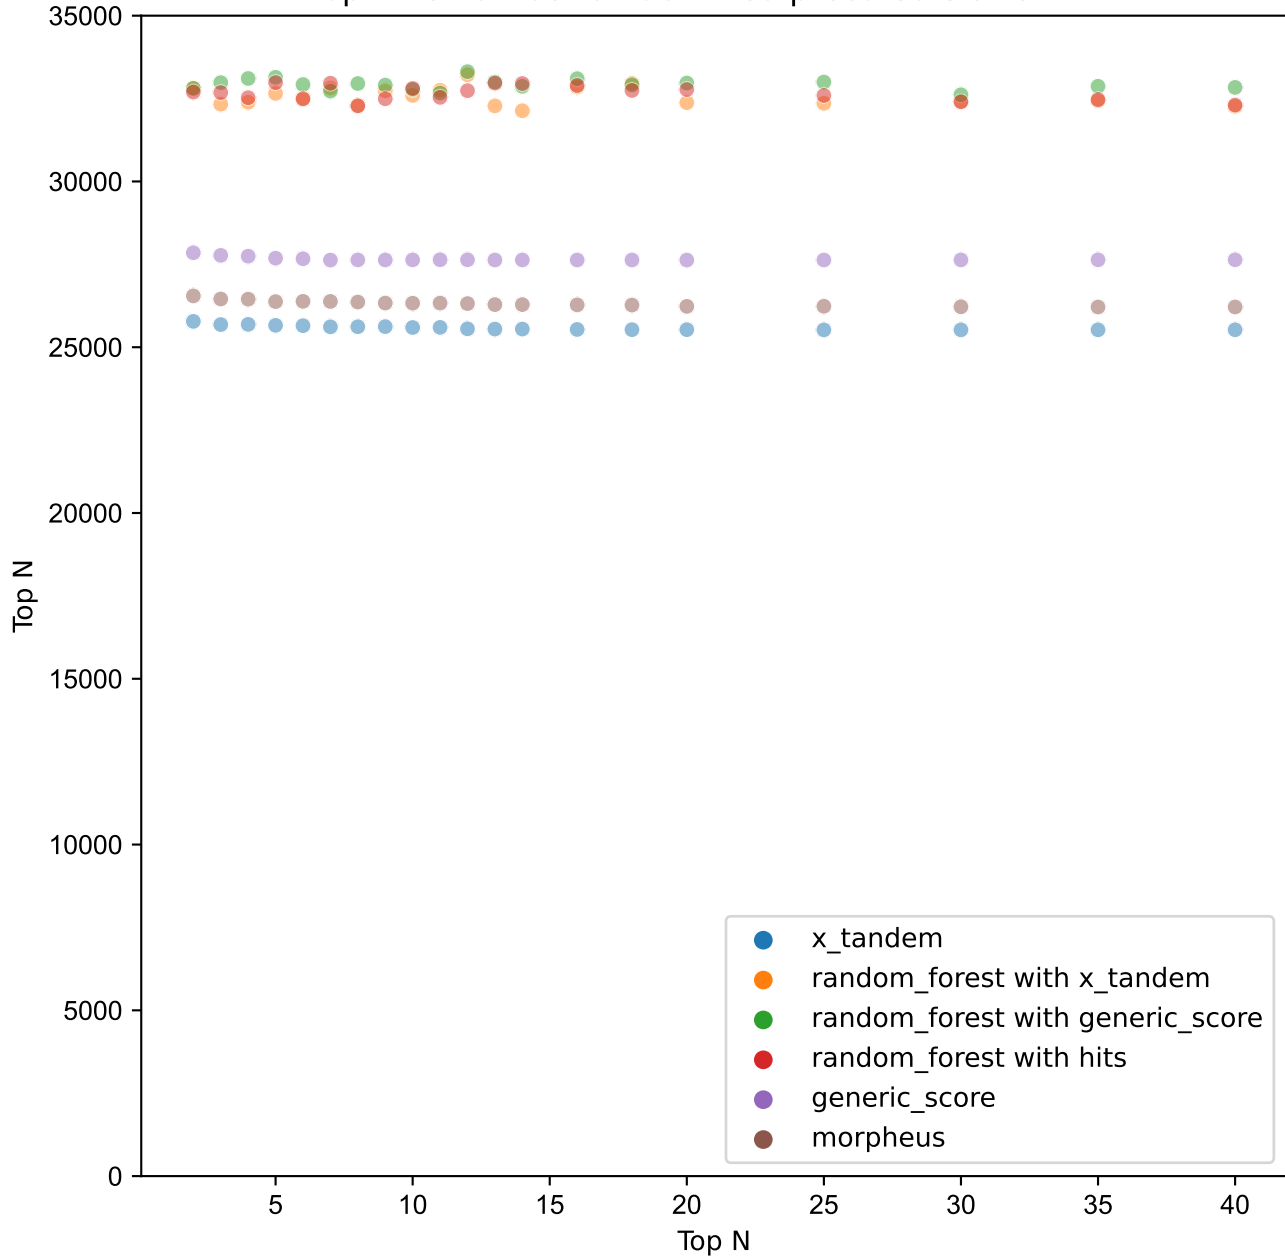 35000
30000
25000
20000
15000
10000
5000
0
Top N
x_tandem
random_forest with x_tandem
random_forest with generic_score
random_forest with hits
generic_score
morpheus
5 10 15 20 25 30 35 40
Top N